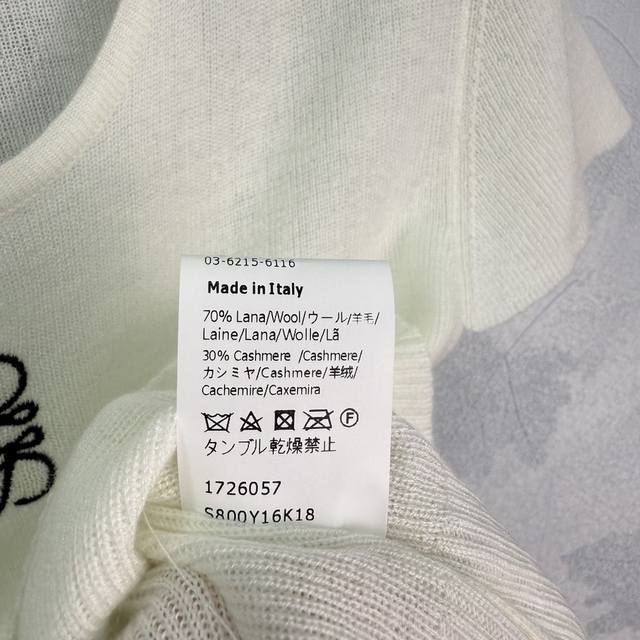 03-6215-6116
Made in Italy
70% Lana/Wool/ウール/羊毛/
Laine/Lana/Wolle/Lã
30% Cashmere /Cashmere/
カシミヤ/Cashmere/羊绒/
Cachemire/Caxemira
F
タンブル乾燥禁止
1726057
S800Y16K18